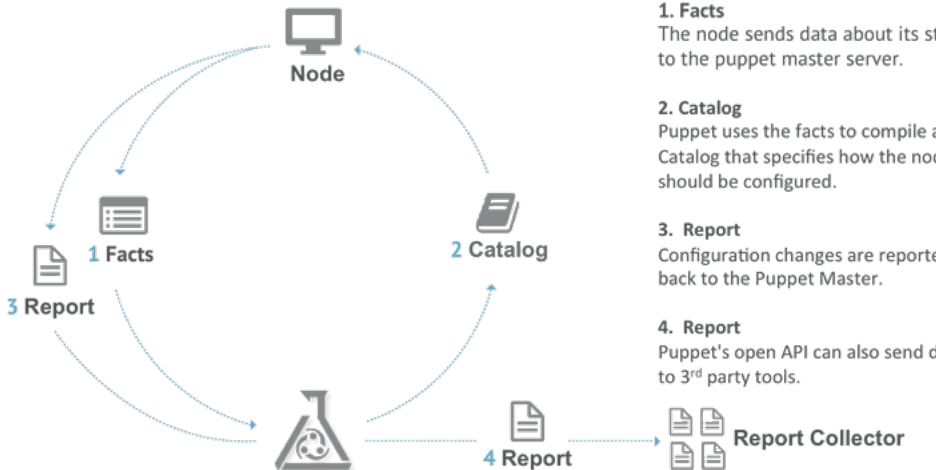 Node
1 Facts
3 Report
2 Catalog
4 Report
1. Facts
The node sends data about its
to the puppet master server.
2. Catalog
Puppet uses the facts to compile
Catalog that specifies how the
should be configured.
3. Report
Configuration changes are
back to the Puppet Master.
4. Report
Puppet's open API can also send
to 3rd party tools.
Report Collector